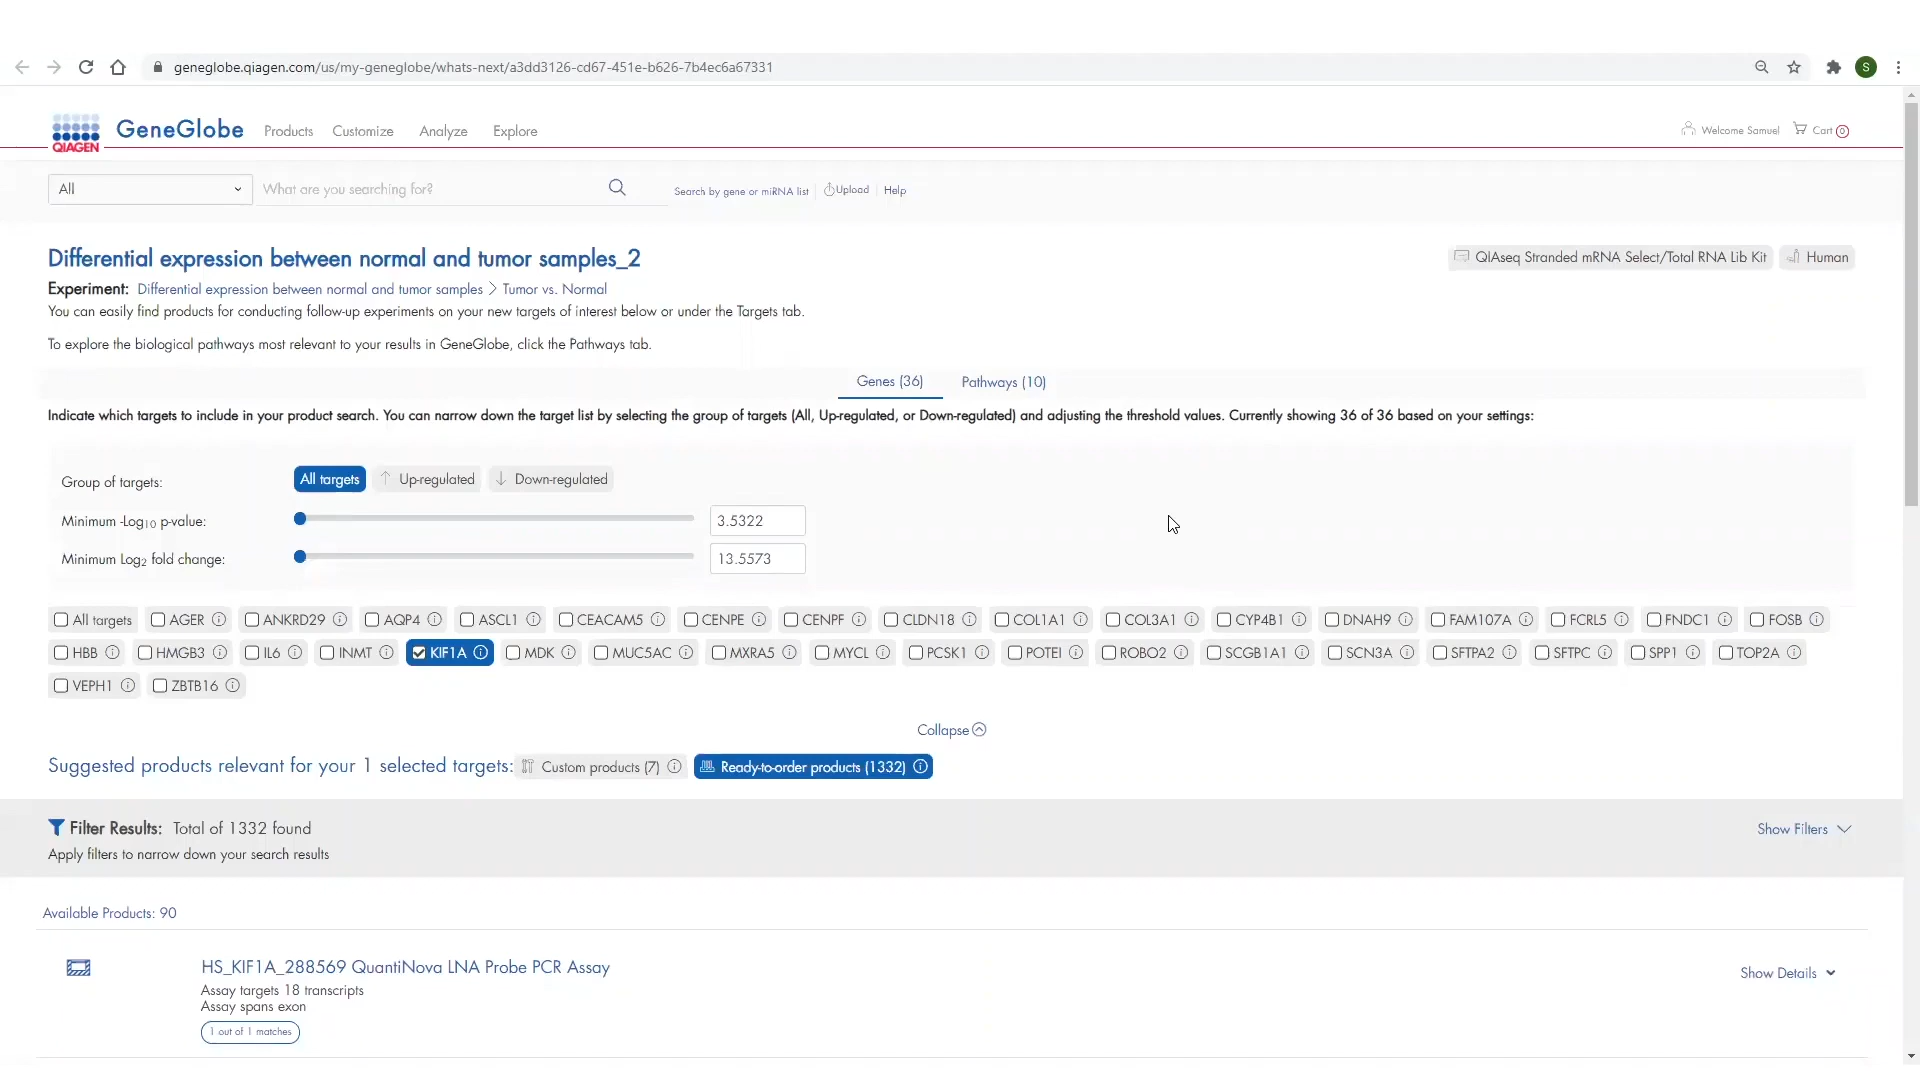 geneglobe.qiagen.com/us/my-geneglobe/whats-next/a3dd3126-cd67-451e-b626-7b4ec6a67331
S
QIAGEN
GeneGlobe
Products Customize Analyze Explore
Welcome Samuel Cart 0
All What are you searching for? Search by gene or miRNA list Upload Help
Differential expression between normal and tumor samples_2
QIAseq Stranded mRNA Select/Total RNA Lib Kit Human
Experiment: Differential expression between normal and tumor samples > Tumor vs. Normal
You can easily find products for conducting follow-up experiments on your new targets of interest below or under the Targets tab.
To explore the biological pathways most relevant to your results in GeneGlobe, click the Pathways tab.
Genes (36) Pathways (10)
Indicate which targets to include in your product search. You can narrow down the target list by selecting the group of targets (All, Up-regulated, or Down-regulated) and adjusting the threshold values. Currently showing 36 of 36 based on your settings:
Group of targets: All targets Up-regulated Down-regulated
Minimum -Log10 p-value: 3.5322
Minimum Log2 fold change: 13.5573
All targets AGER ANKRD29 AQP4 ASCL1 CEACAM5 CENPE CENPF CLDN18 COL1A1 COL3A1 CYP4B1 DNAH9 FAM107A FCRL5 FNDC1 FOSB
HBB HMGB3 IL6 INMT KIF1A MDK MUC5AC MXRA5 MYCL PCSK1 POTEI ROBO2 SCGB1A1 SCN3A SFTPA2 SFTPC SPP1 TOP2A
VEPH1 ZBTB16
Collapse
Suggested products relevant for your 1 selected targets: Custom products (7) Ready-to-order products (1332)
Filter Results: Total of 1332 found
Show Filters
Apply filters to narrow down your search results
Available Products: 90
HS_KIF1A_288569 QuantiNova LNA Probe PCR Assay
Show Details
Assay targets 18 transcripts
Assay spans exon
1 out of 1 matches